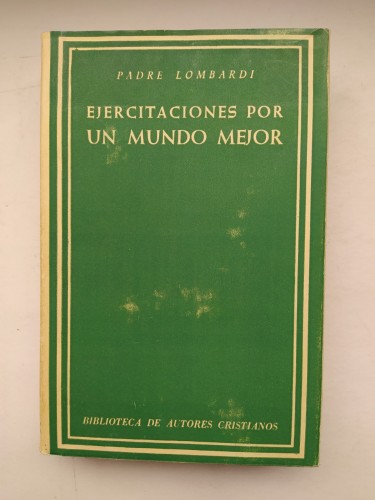 PADRE LOMBARDI
EJERCITACIONES POR
UN MUNDO MEJOR
BIBLIOTECA DE AUTORES CRISTIANOS